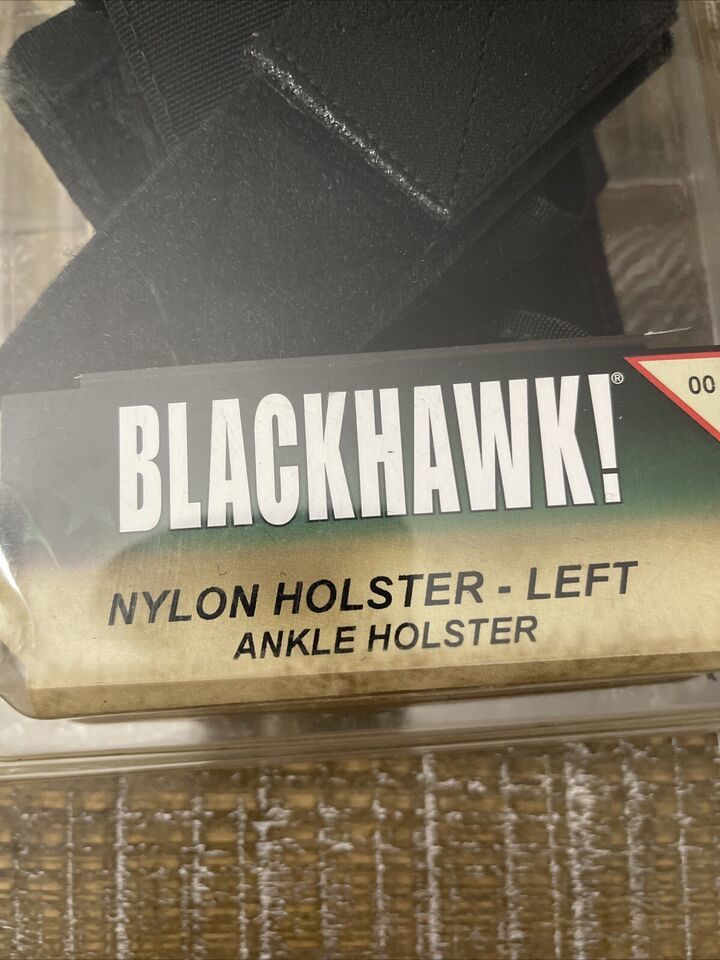 BLACKHAWK!®
00
NYLON HOLSTER - LEFT
ANKLE HOLSTER